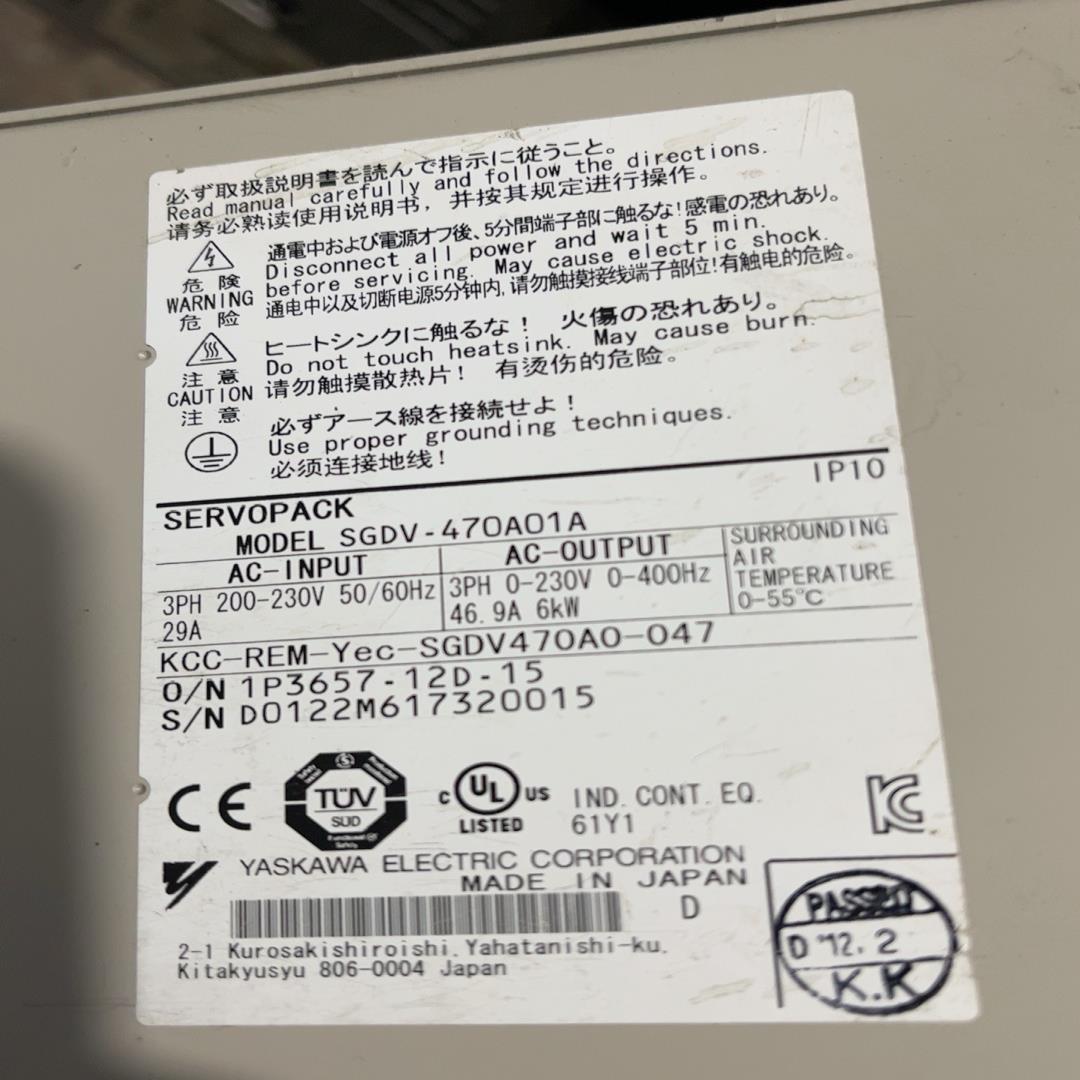 必ず取扱説明書を読んで指示に従うこと。
Read manual carefully and follow the directions.
请务必熟读使用说明书，并按其规定进行操作。
危険
WARNING
危险
通電中および電源オフ後、5分間端子部に触るな!感電の恐れあり。
Disconnect all power and wait 5 min.
before servicing. May cause electric shock.
通电中以及切断电源5分钟内,请勿触摸接线端子部位!有触电的危险。
注意
CAUTION
注意
ヒートシンクに触るな! 火傷の恐れあり。
Do not touch heatsink. May cause burn.
请勿触摸散热片! 有烫伤的危险。
必ずアース線を接続せよ!
Use proper grounding techniques.
必须连接地线!
IP10
SERVOPACK
MODEL SGDV-470A01A
AC-INPUT
3PH 200-230V 50/60Hz
29A
AC-OUTPUT
3PH 0-230V 0-400Hz
46.9A 6kW
SURROUNDING
AIR
TEMPERATURE
0-55℃
KCC-REM-Yec-SGDV470A0-047
O/N 1P3657-12D-15
S/N D0122M617320015
CE
TÜV
SÜD
Functional
Safety
c UL US
LISTED
IND. CONT. EQ.
61Y1
YASKAWA ELECTRIC CORPORATION
MADE IN JAPAN
D
2-1 Kurosakishiroishi, Yahatanishi-ku,
Kitakyusyu 806-0004 Japan
PASSED
D '12.2
K.K